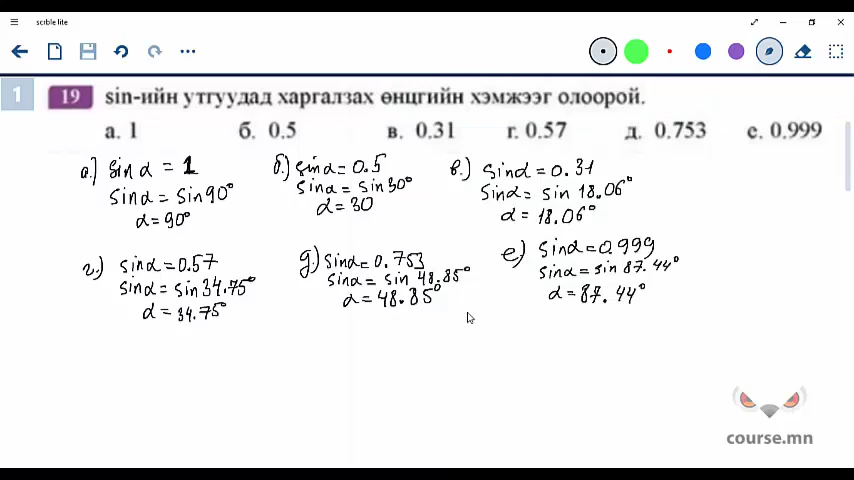 scrble lite
1
19 sin-ийн утгуудад харгалзах өнцгийн хэмжээг олоорой.
а. 1 б. 0.5 в. 0.31 г. 0.57 д. 0.753 е. 0.999
а.) sin α = 1
sin α = sin 90°
α = 90°
б.) sin α = 0.5
sin α = sin 30°
α = 30
в.) sin α = 0.31
sin α = sin 18.06°
α = 18.06°
г.) sin α = 0.57
sin α = sin 34.75°
α = 34.75°
д.) sin α = 0.753
sin α = sin 48.85°
α = 48.85°
е) sin α = 0.999
sin α = sin 87.44°
α = 87.44°
course.mn